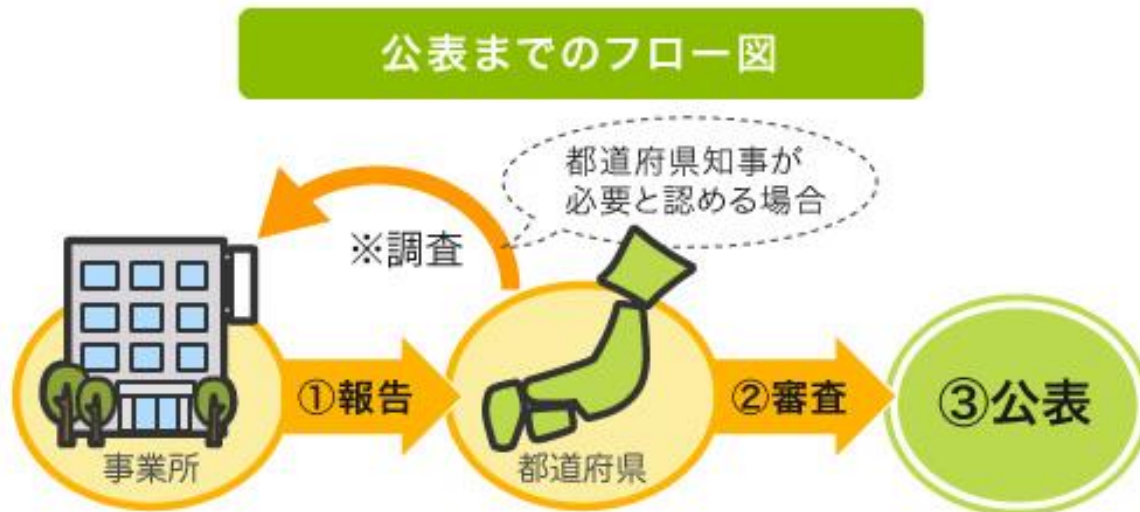 公表までのフロー図
都道府県知事が
必要と認める場合
※調査
①報告
②審査
③公表
事業所
都道府県